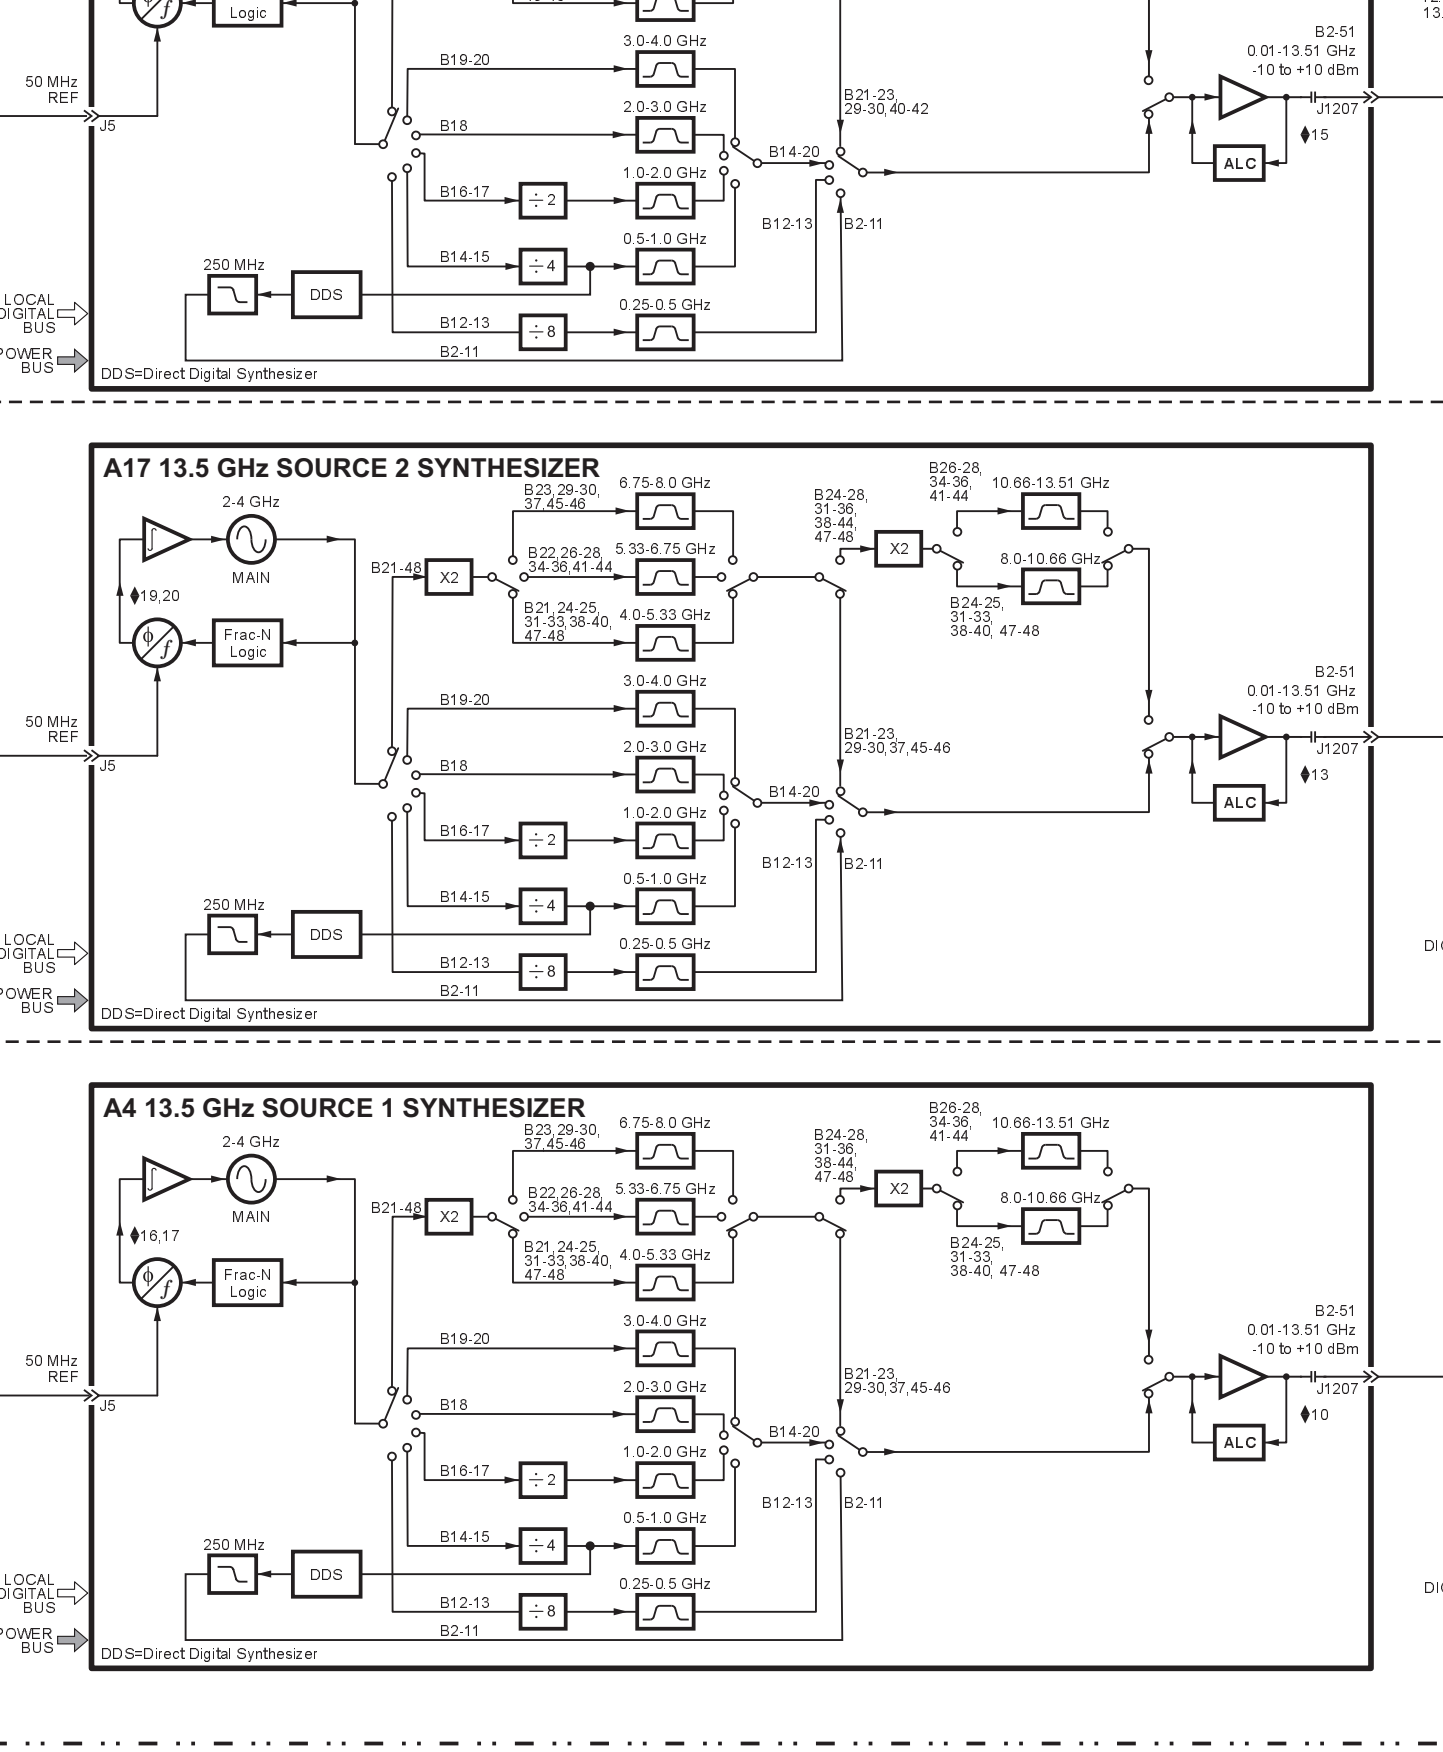 Logic
3.0-4.0 GHz
B19-20
50 MHz
REF
J5
2.0-3.0 GHz
B18
B21-23,
29-30,40-42
B2-51
0.01-13.51 GHz
-10 to +10 dBm
J1207
15
ALC
B14-20
1.0-2.0 GHz
B16-17
÷ 2
B12-13
B2-11
0.5-1.0 GHz
B14-15
÷ 4
250 MHz
DDS
LOCAL
DIGITAL
BUS
0.25-0.5 GHz
B12-13
÷ 8
POWER
BUS
B2-11
DDS=Direct Digital Synthesizer
A17 13.5 GHz SOURCE 2 SYNTHESIZER
2-4 GHz
∫
MAIN
19,20
ϕ
f
Frac-N
Logic
B21-48
X2
B23,29-30,
37,45-46
6.75-8.0 GHz
B22,26-28,
34-36,41-44
5.33-6.75 GHz
B21,24-25,
31-33,38-40,
47-48
4.0-5.33 GHz
B24-28,
31-36,
38-44,
47-48
X2
B26-28,
34-36,
41-44
10.66-13.51 GHz
8.0-10.66 GHz
B24-25,
31-33,
38-40, 47-48
3.0-4.0 GHz
B19-20
50 MHz
REF
J5
2.0-3.0 GHz
B18
B21-23,
29-30,37,45-46
B2-51
0.01-13.51 GHz
-10 to +10 dBm
J1207
13
ALC
B14-20
1.0-2.0 GHz
B16-17
÷ 2
B12-13
B2-11
0.5-1.0 GHz
B14-15
÷ 4
250 MHz
DDS
LOCAL
DIGITAL
BUS
0.25-0.5 GHz
B12-13
÷ 8
POWER
BUS
B2-11
DDS=Direct Digital Synthesizer
A4 13.5 GHz SOURCE 1 SYNTHESIZER
2-4 GHz
∫
MAIN
16,17
ϕ
f
Frac-N
Logic
B21-48
X2
B23,29-30,
37,45-46
6.75-8.0 GHz
B22,26-28,
34-36,41-44
5.33-6.75 GHz
B21,24-25,
31-33,38-40,
47-48
4.0-5.33 GHz
B24-28,
31-36,
38-44,
47-48
X2
B26-28,
34-36,
41-44
10.66-13.51 GHz
8.0-10.66 GHz
B24-25,
31-33,
38-40, 47-48
3.0-4.0 GHz
B19-20
50 MHz
REF
J5
2.0-3.0 GHz
B18
B21-23,
29-30,37,45-46
B2-51
0.01-13.51 GHz
-10 to +10 dBm
J1207
10
ALC
B14-20
1.0-2.0 GHz
B16-17
÷ 2
B12-13
B2-11
0.5-1.0 GHz
B14-15
÷ 4
250 MHz
DDS
LOCAL
DIGITAL
BUS
0.25-0.5 GHz
B12-13
÷ 8
POWER
BUS
B2-11
DDS=Direct Digital Synthesizer